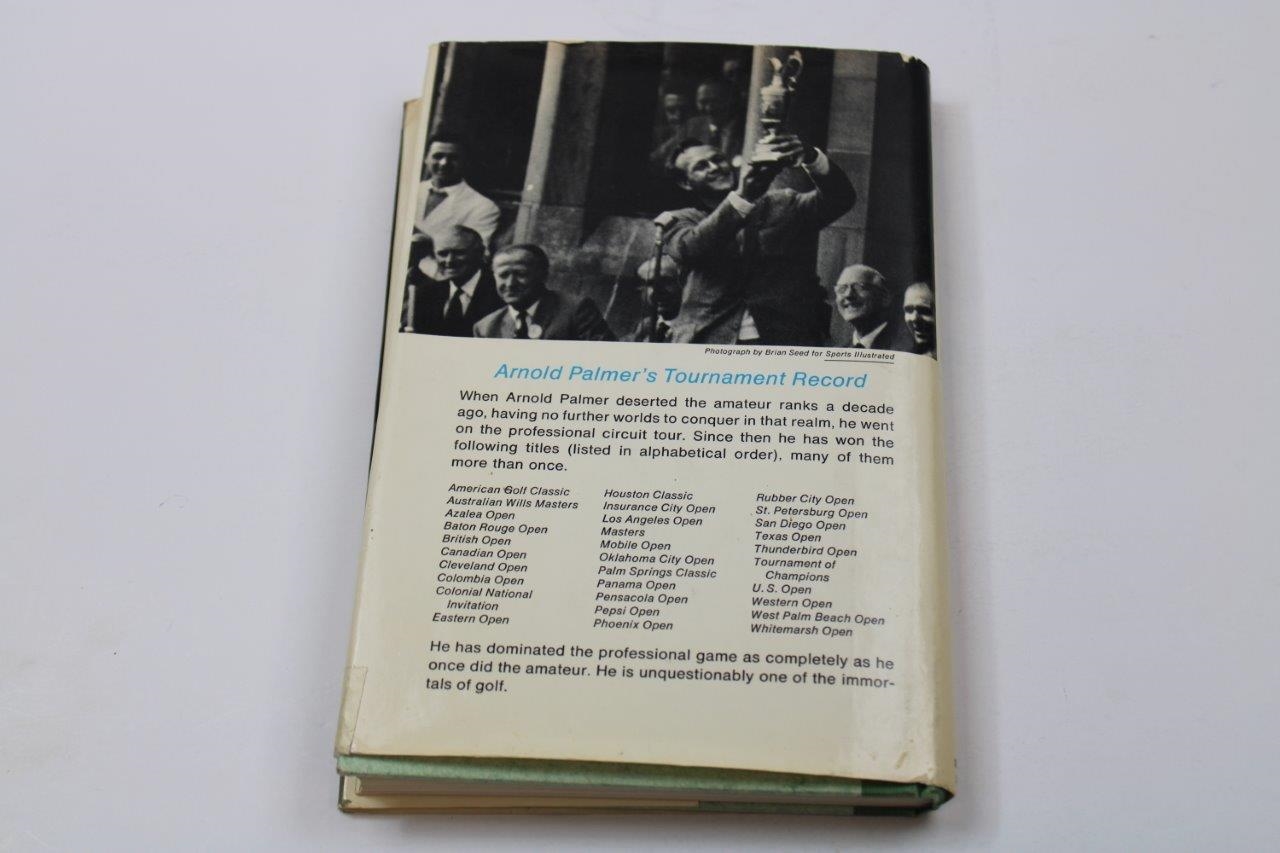 Photograph by Brian Seed for Sports Illustrated
Arnold Palmer's Tournament Record
When Arnold Palmer deserted the amateur ranks a decade
ago, having no further worlds to conquer in that realm, he went
on the professional circuit tour. Since then he has won the
following titles (listed in alphabetical order), many of them
more than once.
American Golf Classic
Australian Wills Masters
Azalea Open
Baton Rouge Open
British Open
Canadian Open
Cleveland Open
Colombia Open
Colonial National
Invitation
Eastern Open
Houston Classic
Insurance City Open
Los Angeles Open
Masters
Mobile Open
Oklahoma City Open
Palm Springs Classic
Panama Open
Pensacola Open
Pepsi Open
Phoenix Open
Rubber City Open
St. Petersburg Open
San Diego Open
Texas Open
Thunderbird Open
Tournament of
Champions
U. S. Open
Western Open
West Palm Beach Open
Whitemarsh Open
He has dominated the professional game as completely as he
once did the amateur. He is unquestionably one of the immor-
tals of golf.